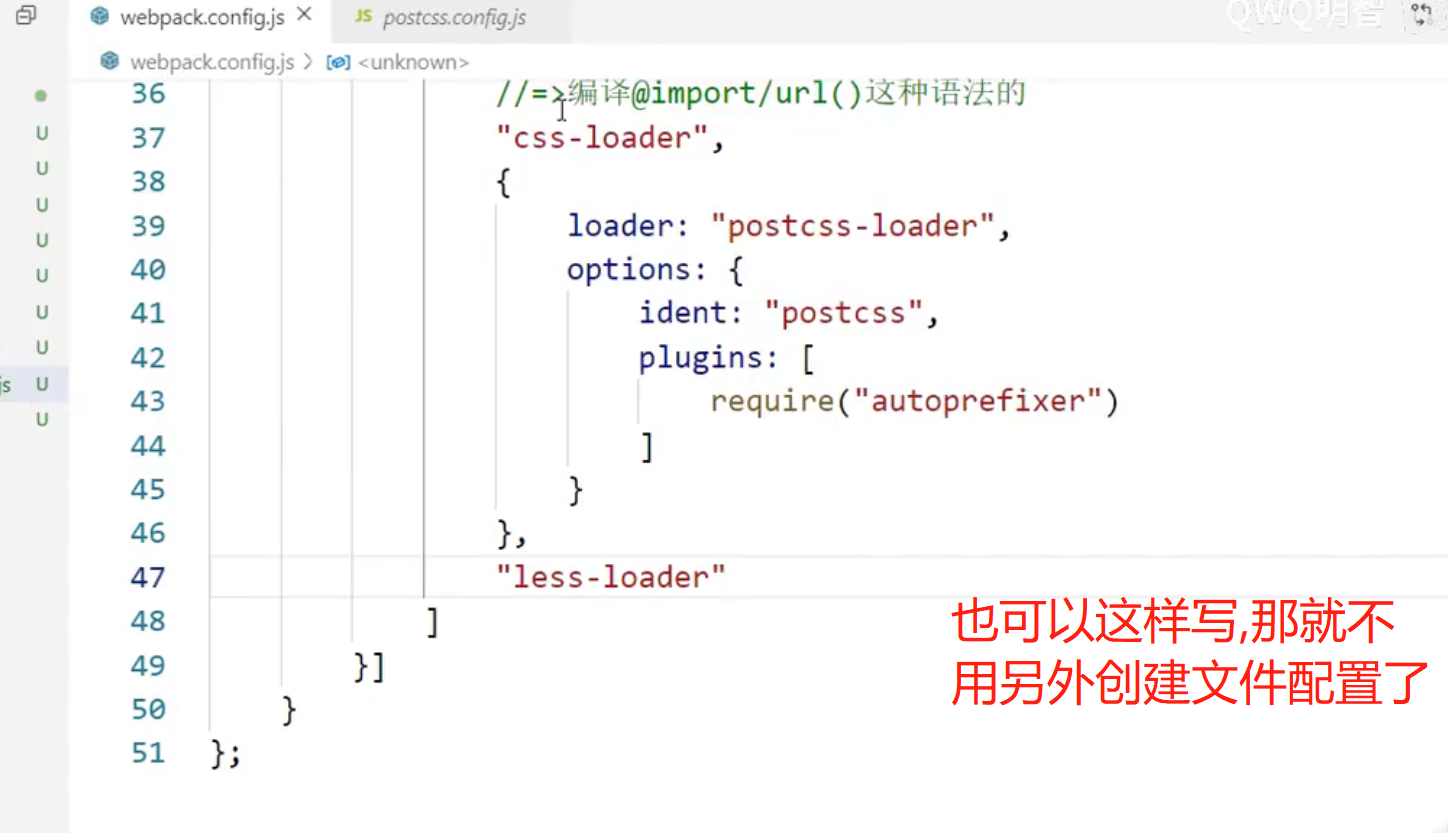 webpack.config.js
JS postcss.config.js
QWQ明智
webpack.config.js > <unknown>
36 //=>编译@import/url()这种语法的
U 37 "css-loader",
U 38 {
U 39 loader: "postcss-loader",
U 40 options: {
U 41 ident: "postcss",
U 42 plugins: [
U 43 require("autoprefixer")
js U 44 ]
U 45 }
46 },
47 "less-loader"
48 ]
49 }]
50 }
51 };
也可以这样写,那就不
用另外创建文件配置了